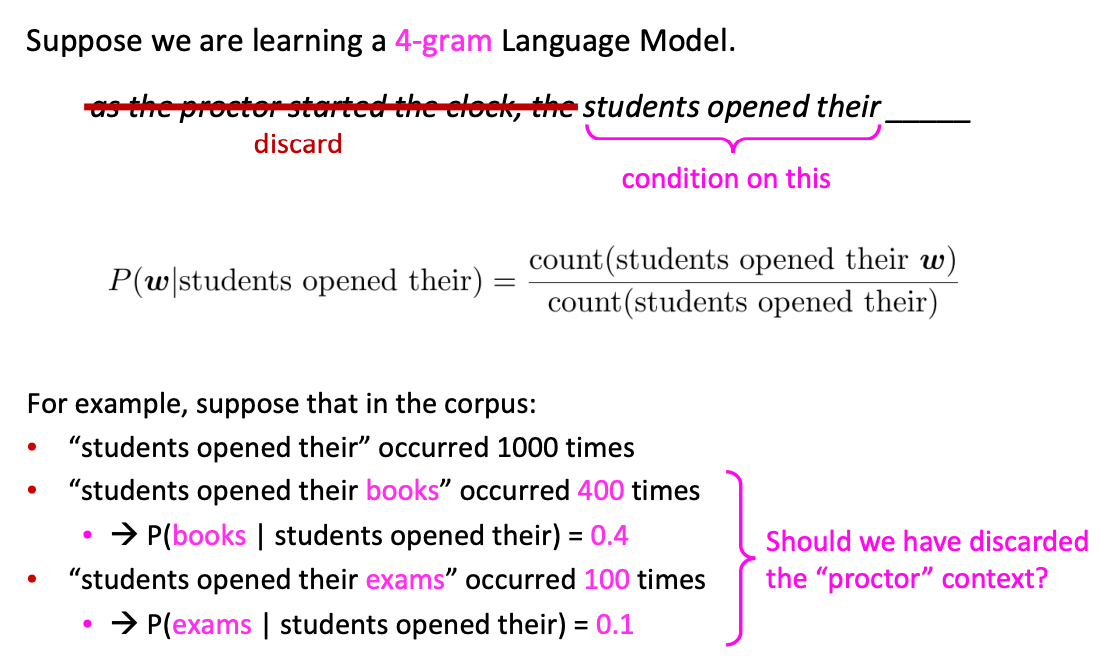 Suppose we are learning a 4-gram Language Model.
as the proctor started the clock, the students opened their _____
discard
condition on this
P(w|students opened their) = count(students opened their w) / count(students opened their)
For example, suppose that in the corpus:
• “students opened their” occurred 1000 times
• “students opened their books” occurred 400 times
• → P(books | students opened their) = 0.4
• “students opened their exams” occurred 100 times
• → P(exams | students opened their) = 0.1
Should we have discarded
the “proctor” context?